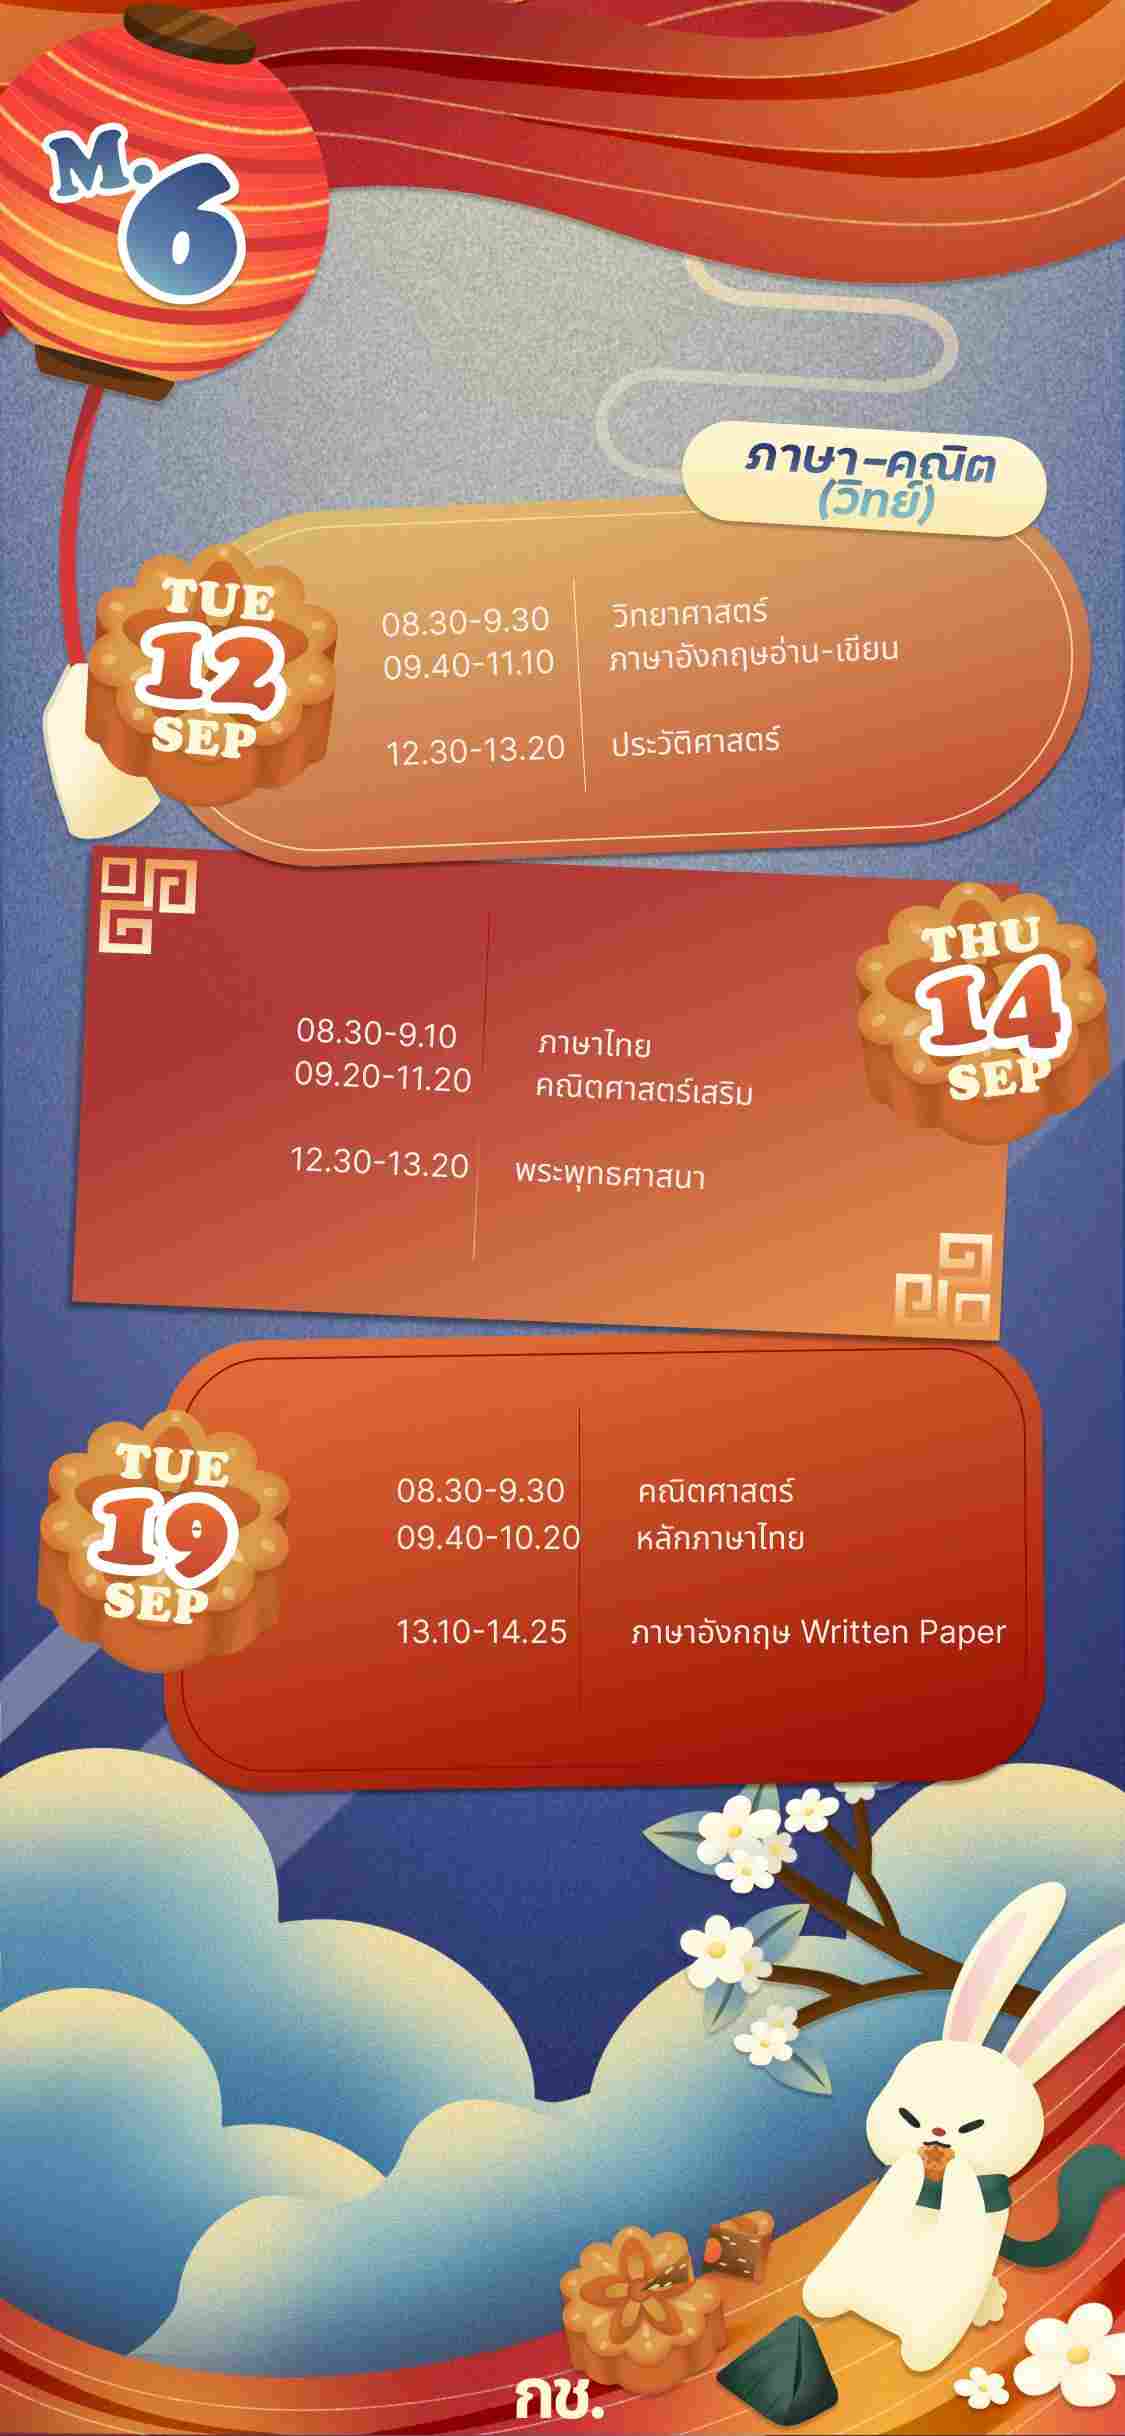 M.6
ภาษา-คณิต
(วิทย์)
TUE
12
SEP
08.30-9.30 วิทยาศาสตร์
09.40-11.10 ภาษาอังกฤษอ่าน-เขียน
12.30-13.20 ประวัติศาสตร์
THU
14
SEP
08.30-9.10 ภาษาไทย
09.20-11.20 คณิตศาสตร์เสริม
12.30-13.20 พระพุทธศาสนา
TUE
19
SEP
08.30-9.30 คณิตศาสตร์
09.40-10.20 หลักภาษาไทย
13.10-14.25 ภาษาอังกฤษ Written Paper
กช.